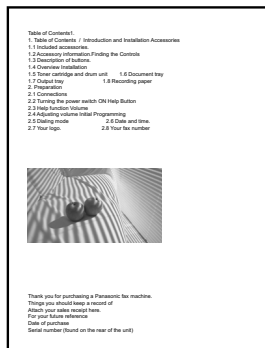 Table of Contents1.
1. Table of Contents / Introduction and Installation Accessories
1.1 Included accessories.
1.2 Accessory information.Finding the Controls
1.3 Description of buttons.
1.4 Overview Installation
1.5 Toner cartridge and drum unit 1.6 Document tray
1.7 Output tray 1.8 Recording paper
2. Preparation
2.1 Connections
2.2 Turning the power switch ON Help Button
2.3 Help function Volume
2.4 Adjusting volume Initial Programming
2.5 Dialing mode 2.6 Date and time.
2.7 Your logo. 2.8 Your fax number
Thank you for purchasing a Panasonic fax machine.
Things you should keep a record of
Attach your sales receipt here.
For your future reference
Date of purchase
Serial number (found on the rear of the unit)